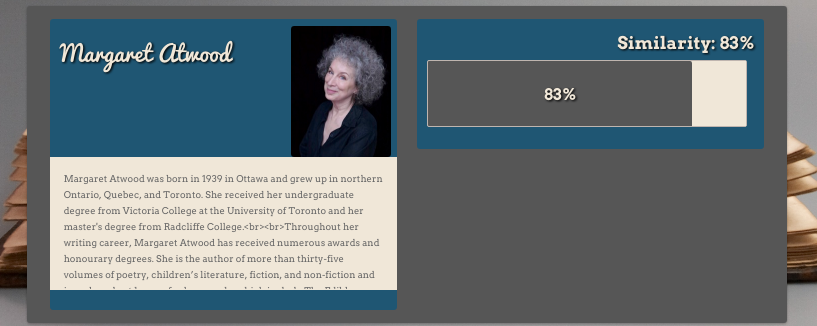 Margaret Atwood
Margaret Atwood was born in 1939 in Ottawa and grew up in northern
Ontario, Quebec, and Toronto. She received her undergraduate
degree from Victoria College at the University of Toronto and her
master's degree from Radcliffe College.<br><br>Throughout her
writing career, Margaret Atwood has received numerous awards and
honourary degrees. She is the author of more than thirty-five
volumes of poetry, children's literature, fiction, and non-fiction and
Similarity: 83%
83%